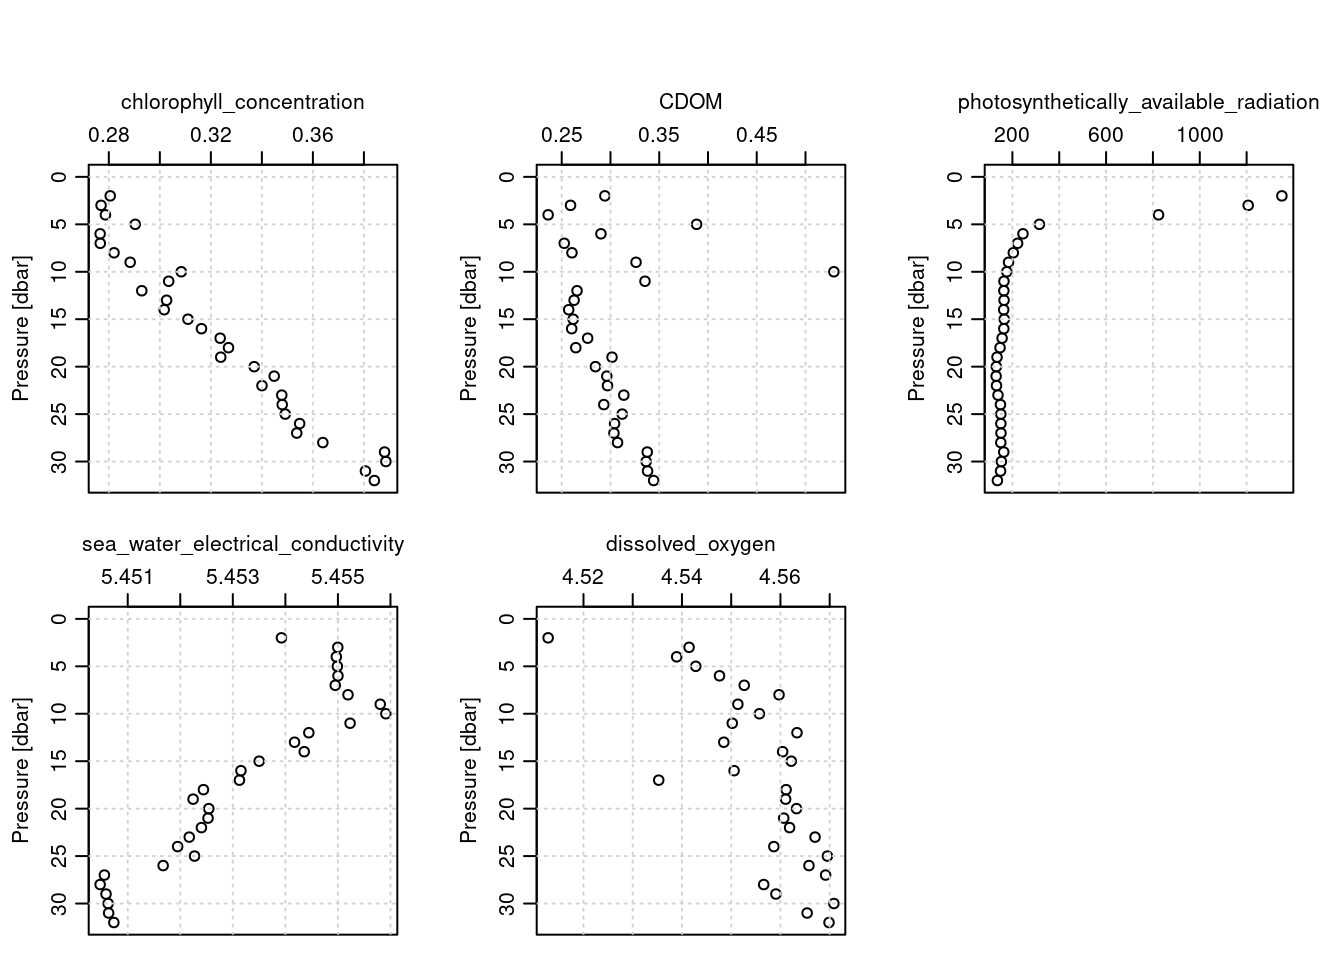 chlorophyll_concentration
0.28 0.32 0.36
0 5 10 15 20 25 30
Pressure [dbar]
CDOM
0.25 0.35 0.45
0 5 10 15 20 25 30
Pressure [dbar]
photosynthetically_available_radiation
200 600 1000
0 5 10 15 20 25 30
Pressure [dbar]
sea_water_electrical_conductivity
5.451 5.453 5.455
0 5 10 15 20 25 30
Pressure [dbar]
dissolved_oxygen
4.52 4.54 4.56
0 5 10 15 20 25 30
Pressure [dbar]